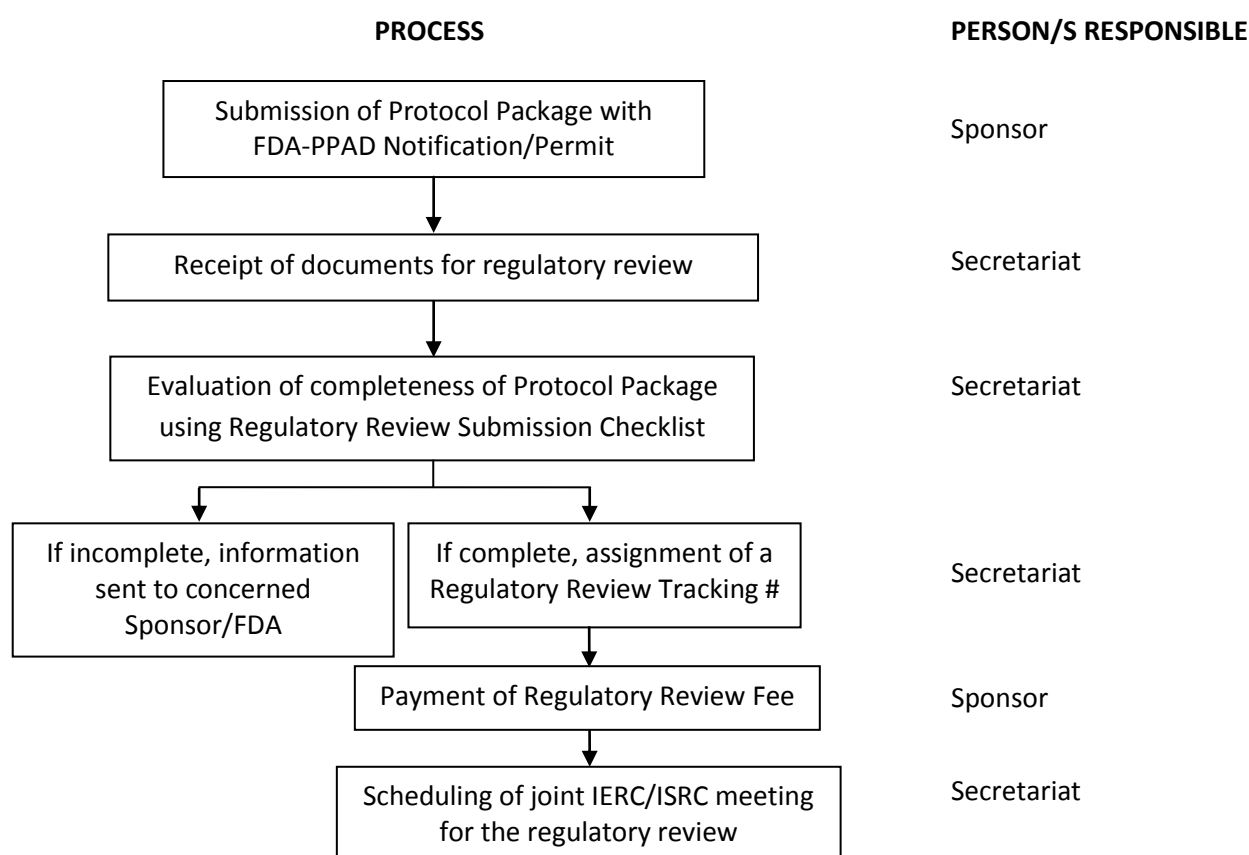 PROCESS PERSON/S RESPONSIBLE
Submission of Protocol Package with
FDA-PPAD Notification/Permit
Sponsor
Receipt of documents for regulatory review
Secretariat
Evaluation of completeness of Protocol Package
using Regulatory Review Submission Checklist
Secretariat
If incomplete, information
sent to concerned
Sponsor/FDA
If complete, assignment of a
Regulatory Review Tracking #
Secretariat
Payment of Regulatory Review Fee
Sponsor
Scheduling of joint IERC/ISRC meeting
for the regulatory review
Secretariat